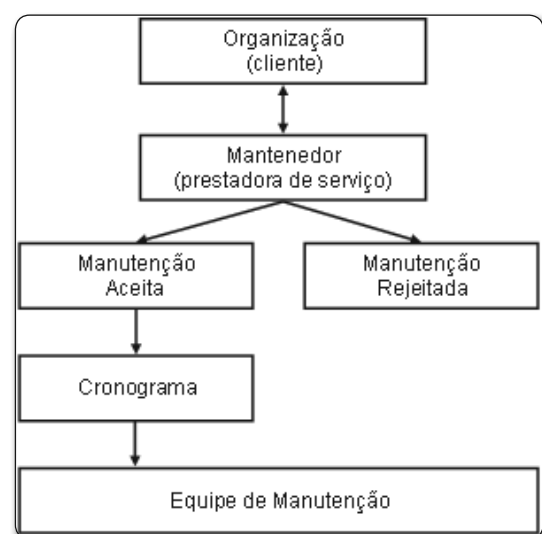 Organização
(cliente)
Mantenedor
(prestadora de serviço)
Manutenção
Aceita
Manutenção
Rejeitada
Cronograma
Equipe de Manutenção